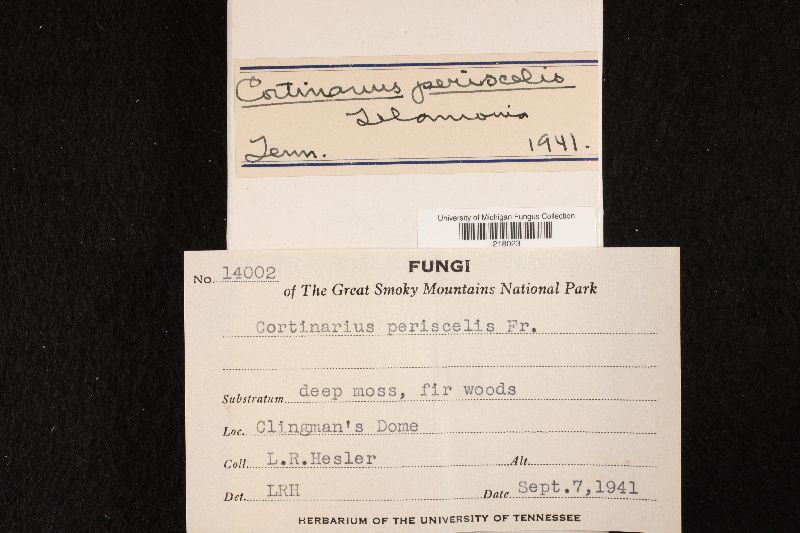 Cortinarius periscelis
Telamonia
Tenn. 1941.
University of Michigan Fungus Collection
218023
No. 14002
FUNGI
of The Great Smoky Mountains National Park
Cortinarius periscelis Fr.
Substratum deep moss, fir woods
Loc. Clingman's Dome
Coll. L.R.Hesler Alt.
Det. LRH Date Sept.7,1941
HERBARIUM OF THE UNIVERSITY OF TENNESSEE